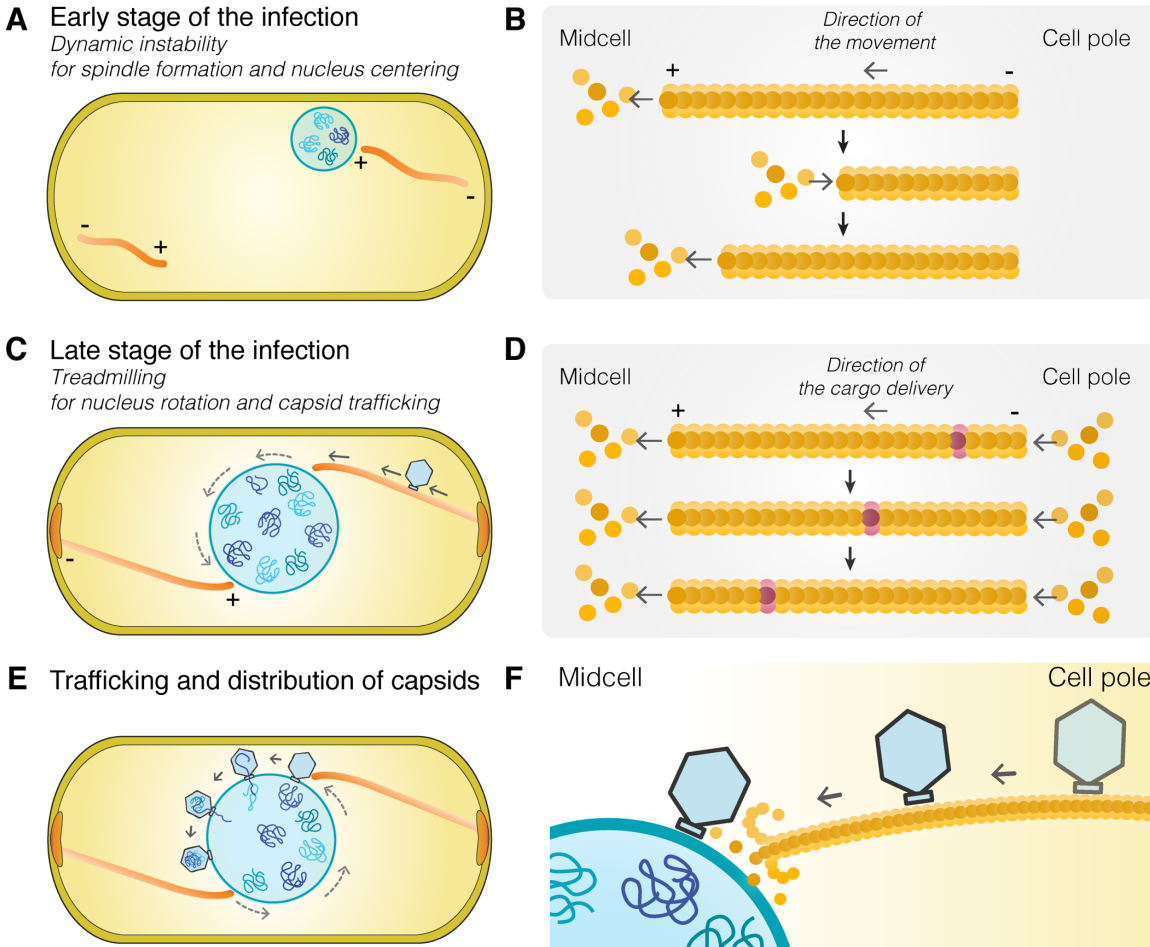 A Early stage of the infection
Dynamic instability
for spindle formation and nucleus centering
+
-
-
+
B
Midcell
Direction of
the movement
Cell pole
+
-
C Late stage of the infection
Treadmilling
for nucleus rotation and capsid trafficking
-
+
D
Midcell
Direction of
the cargo delivery
Cell pole
+
-
E Trafficking and distribution of capsids
F Midcell
Cell pole